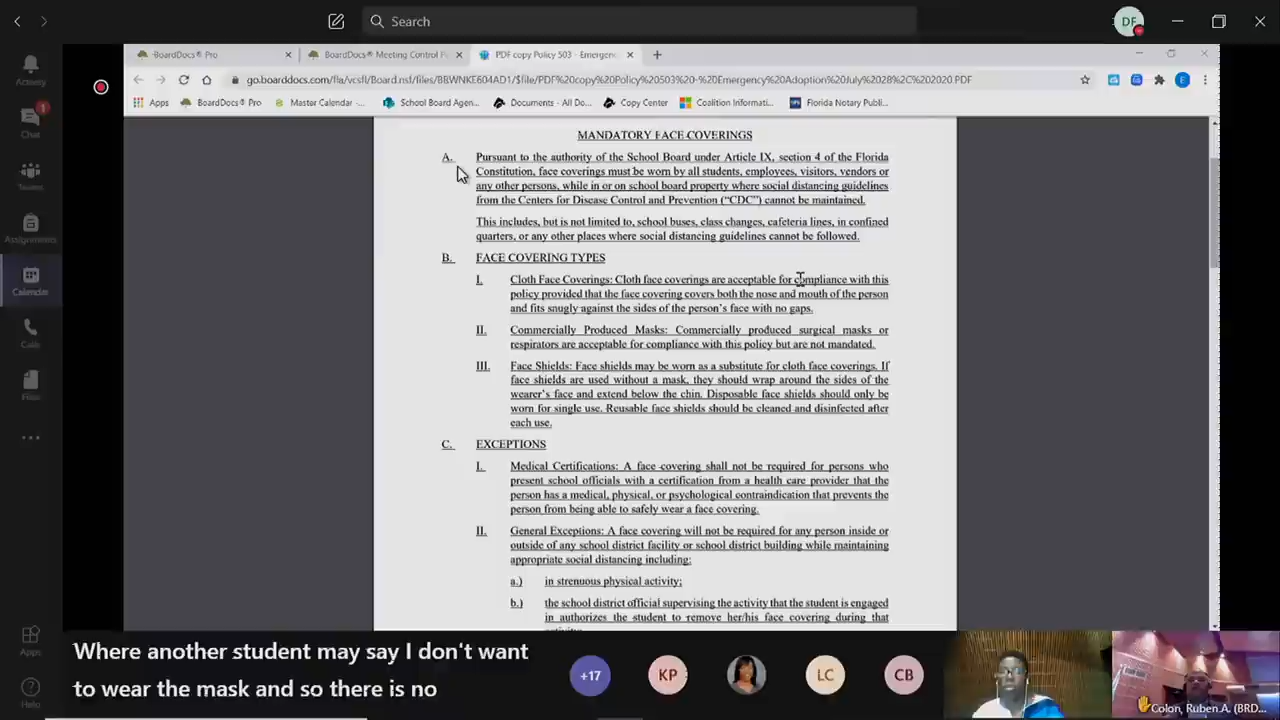 Search
DF
BoardDocs® Pro
BoardDocs® Meeting Control P
PDF copy Policy 503 - Emergenc
go.boarddocs.com/fla/vcsfl/Board.nsf/files/BBWNKE604AD1/$file/PDF%20copy%20Policy%20503%20-%20Emergency%20Adoption%20July%2028%2C%202020.PDF
E
Apps
BoardDocs® Pro
Master Calendar -...
School Board Agen...
Documents - All Do...
Copy Center
Coalition Informati...
Florida Notary Publi...
Activity
1
Chat
Teams
Assignments
Calendar
Calls
Files
Apps
Help
MANDATORY FACE COVERINGS
A. Pursuant to the authority of the School Board under Article IX, section 4 of the Florida
Constitution, face coverings must be worn by all students, employees, visitors, vendors or
any other persons, while in or on school board property where social distancing guidelines
from the Centers for Disease Control and Prevention ("CDC") cannot be maintained.
This includes, but is not limited to, school buses, class changes, cafeteria lines, in confined
quarters, or any other places where social distancing guidelines cannot be followed.
B. FACE COVERING TYPES
I. Cloth Face Coverings: Cloth face coverings are acceptable for compliance with this
policy provided that the face covering covers both the nose and mouth of the person
and fits snugly against the sides of the person's face with no gaps.
II. Commercially Produced Masks: Commercially produced surgical masks or
respirators are acceptable for compliance with this policy but are not mandated.
III. Face Shields: Face shields may be worn as a substitute for cloth face coverings. If
face shields are used without a mask, they should wrap around the sides of the
wearer's face and extend below the chin. Disposable face shields should only be
worn for single use. Reusable face shields should be cleaned and disinfected after
each use.
C. EXCEPTIONS
I. Medical Certifications: A face covering shall not be required for persons who
present school officials with a certification from a health care provider that the
person has a medical, physical, or psychological contraindication that prevents the
person from being able to safely wear a face covering.
II. General Exceptions: A face covering will not be required for any person inside or
outside of any school district facility or school district building while maintaining
appropriate social distancing including:
a.) in strenuous physical activity;
b.) the school district official supervising the activity that the student is engaged
in authorizes the student to remove her/his face covering during that
Where another student may say I don't want
to wear the mask and so there is no
+17
KP
LC
CB
Colon, Ruben A. (BRD...